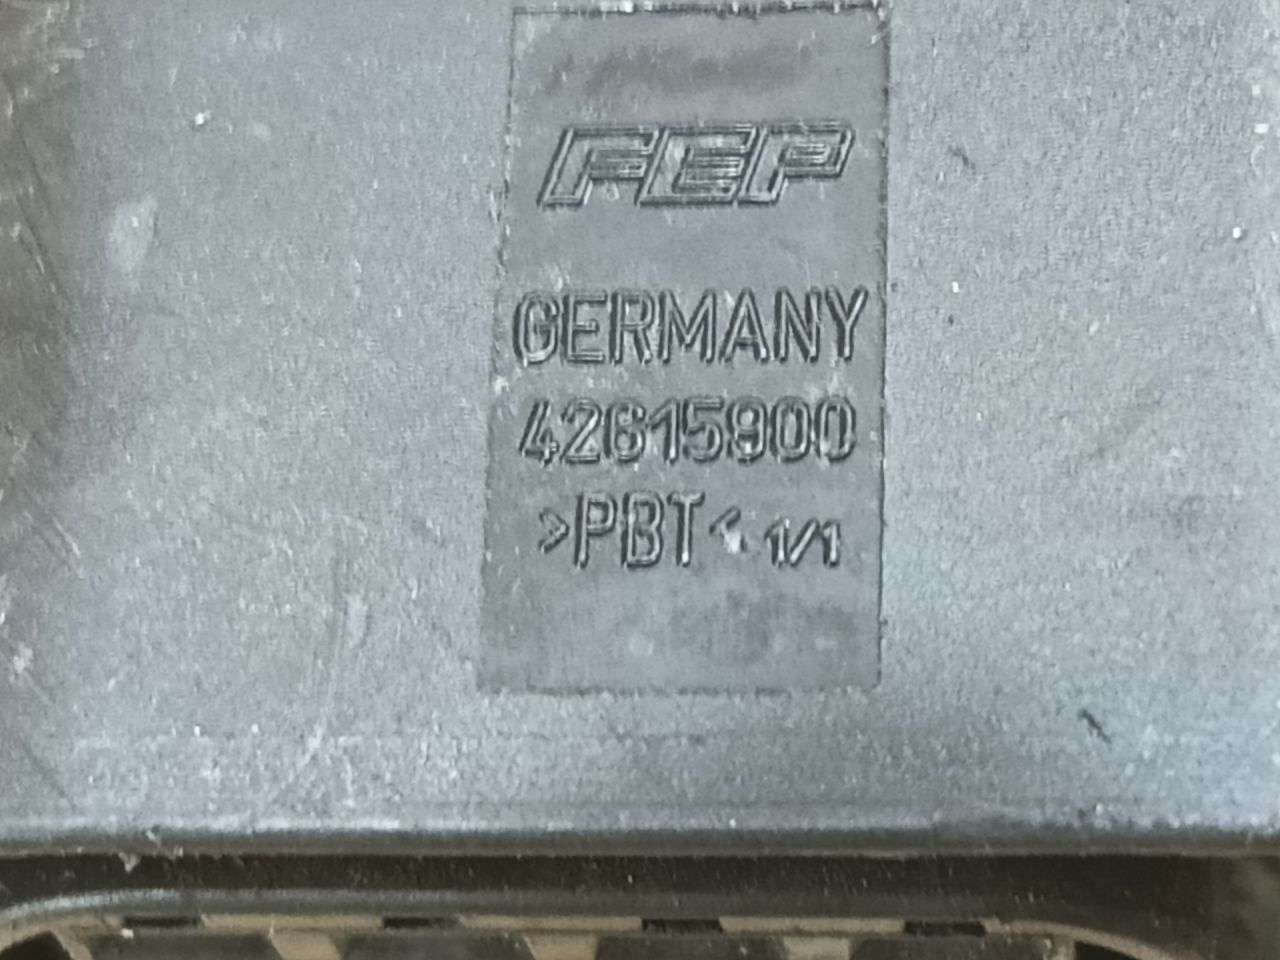 FEP
GERMANY
42615900
>PBT< 1/1